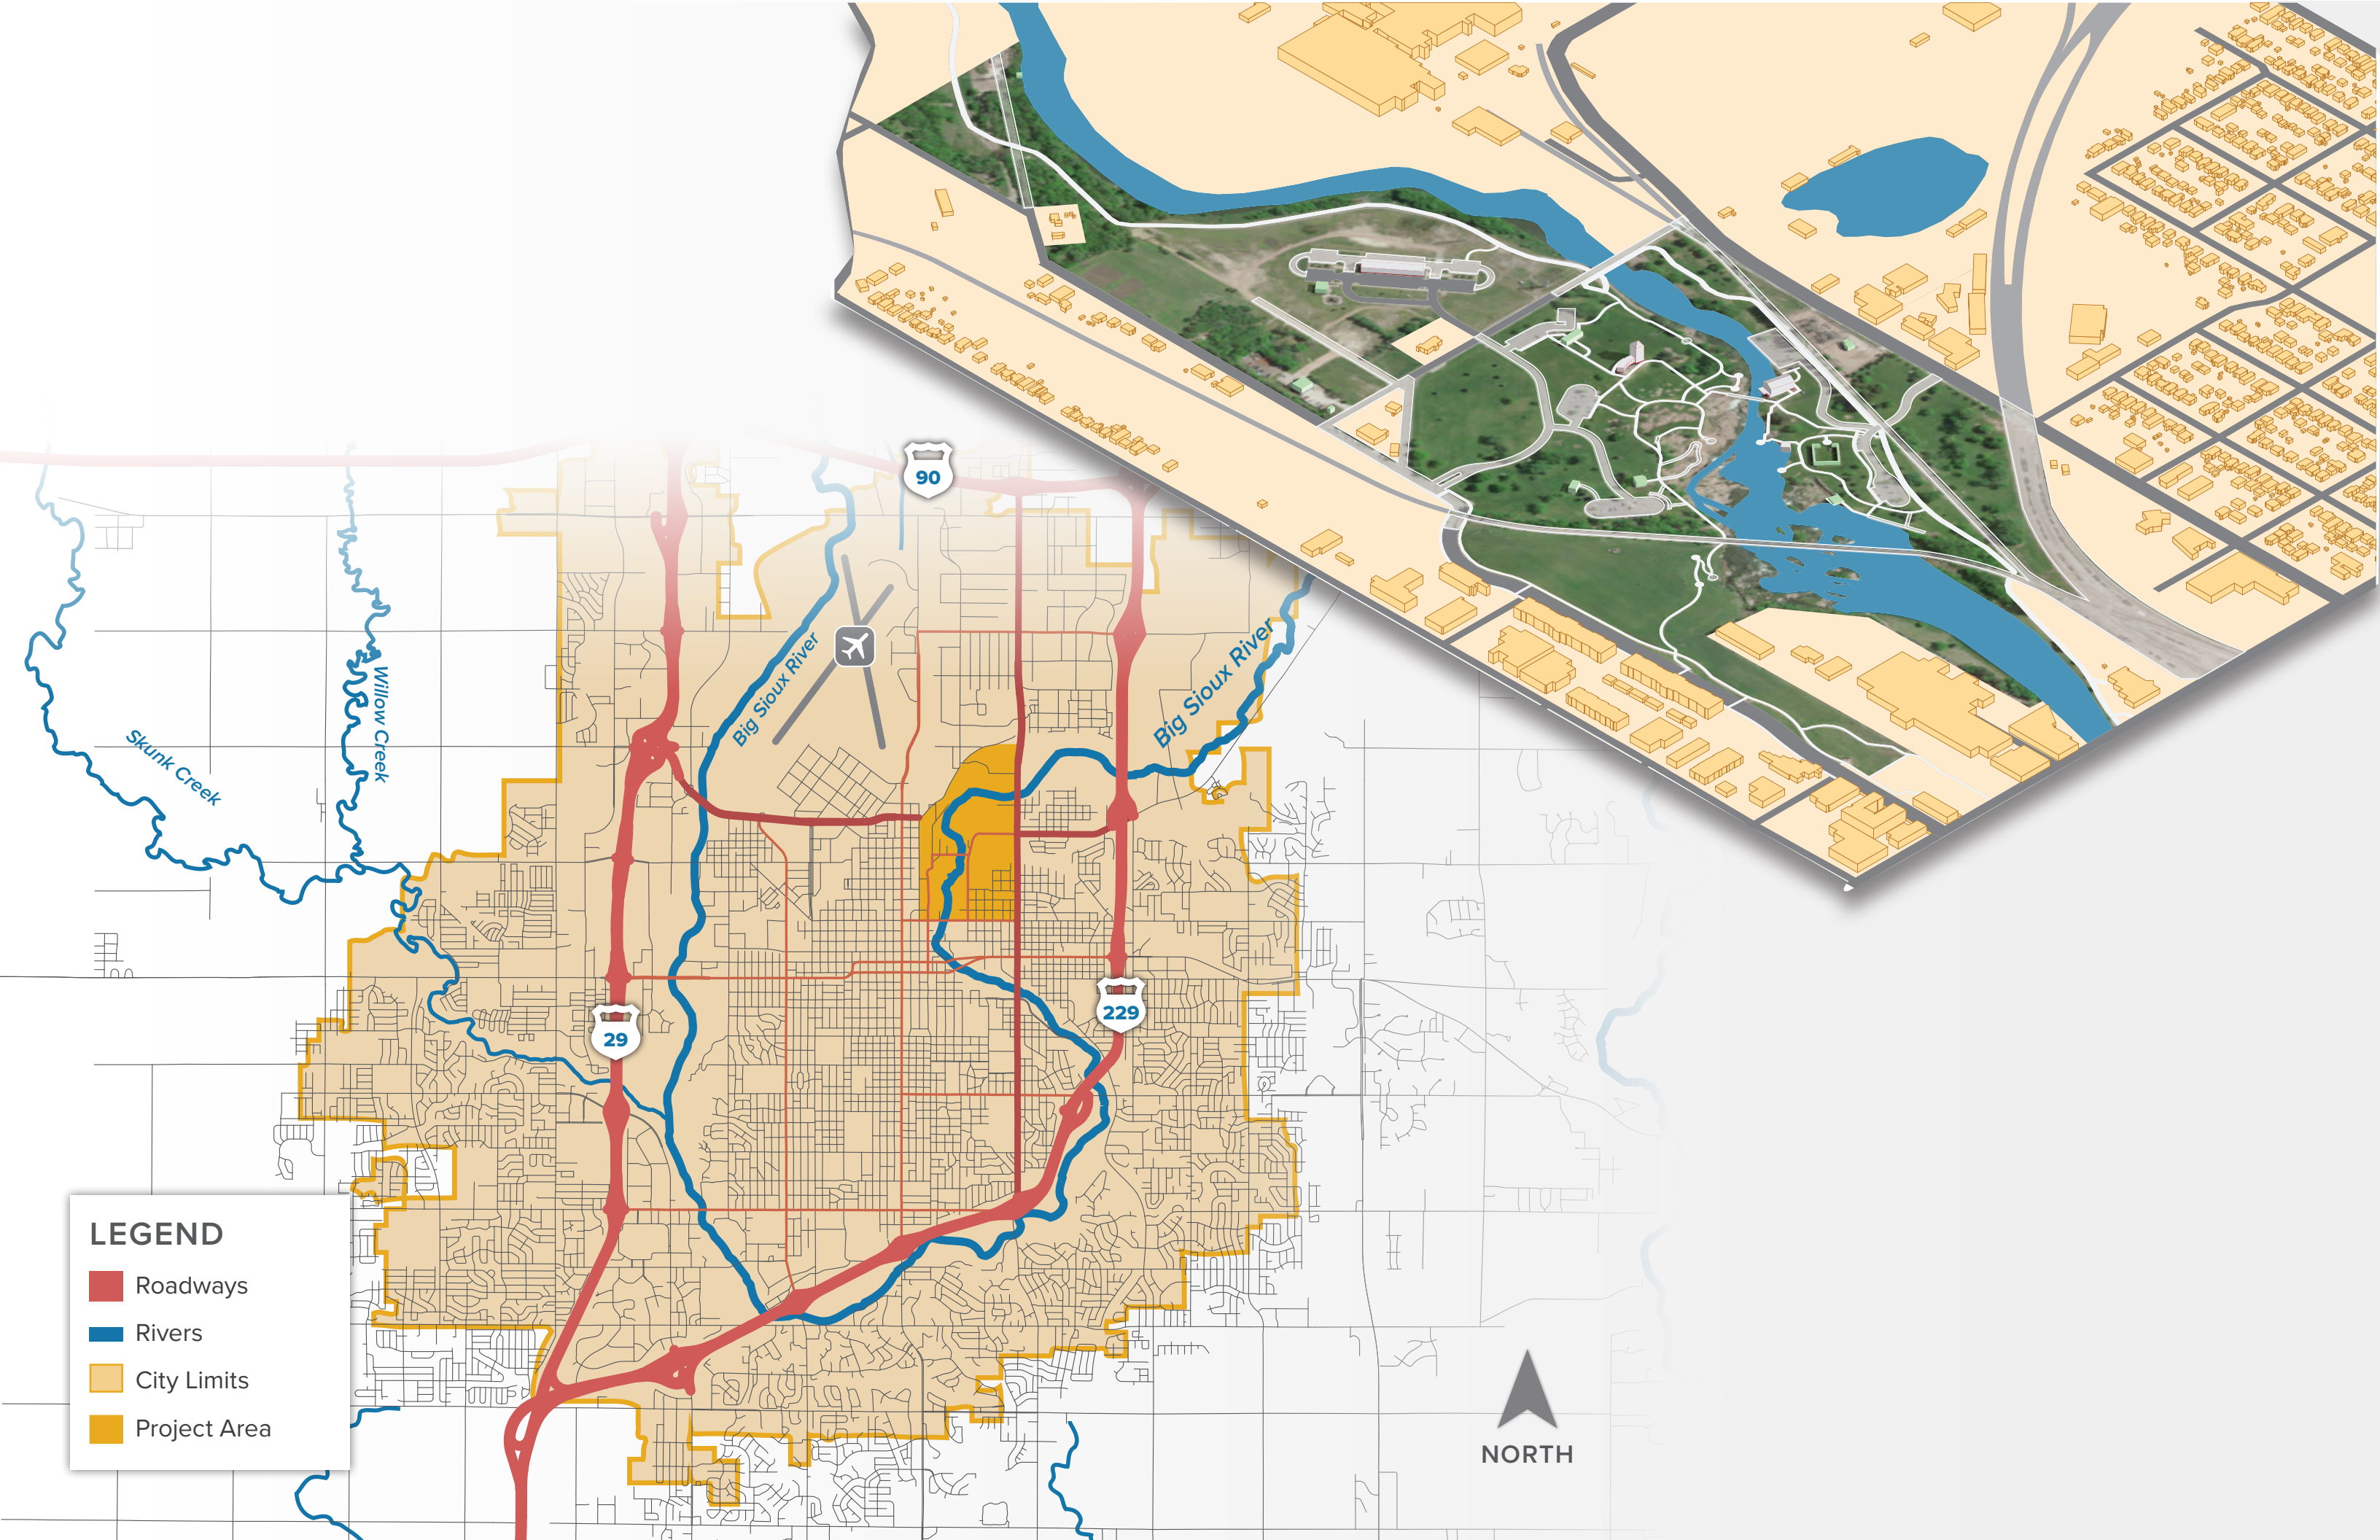 90
Big Sioux River
Big Sioux River
Willow Creek
Skunk Creek
229
29
LEGEND
Roadways
Rivers
City Limits
Project Area
NORTH